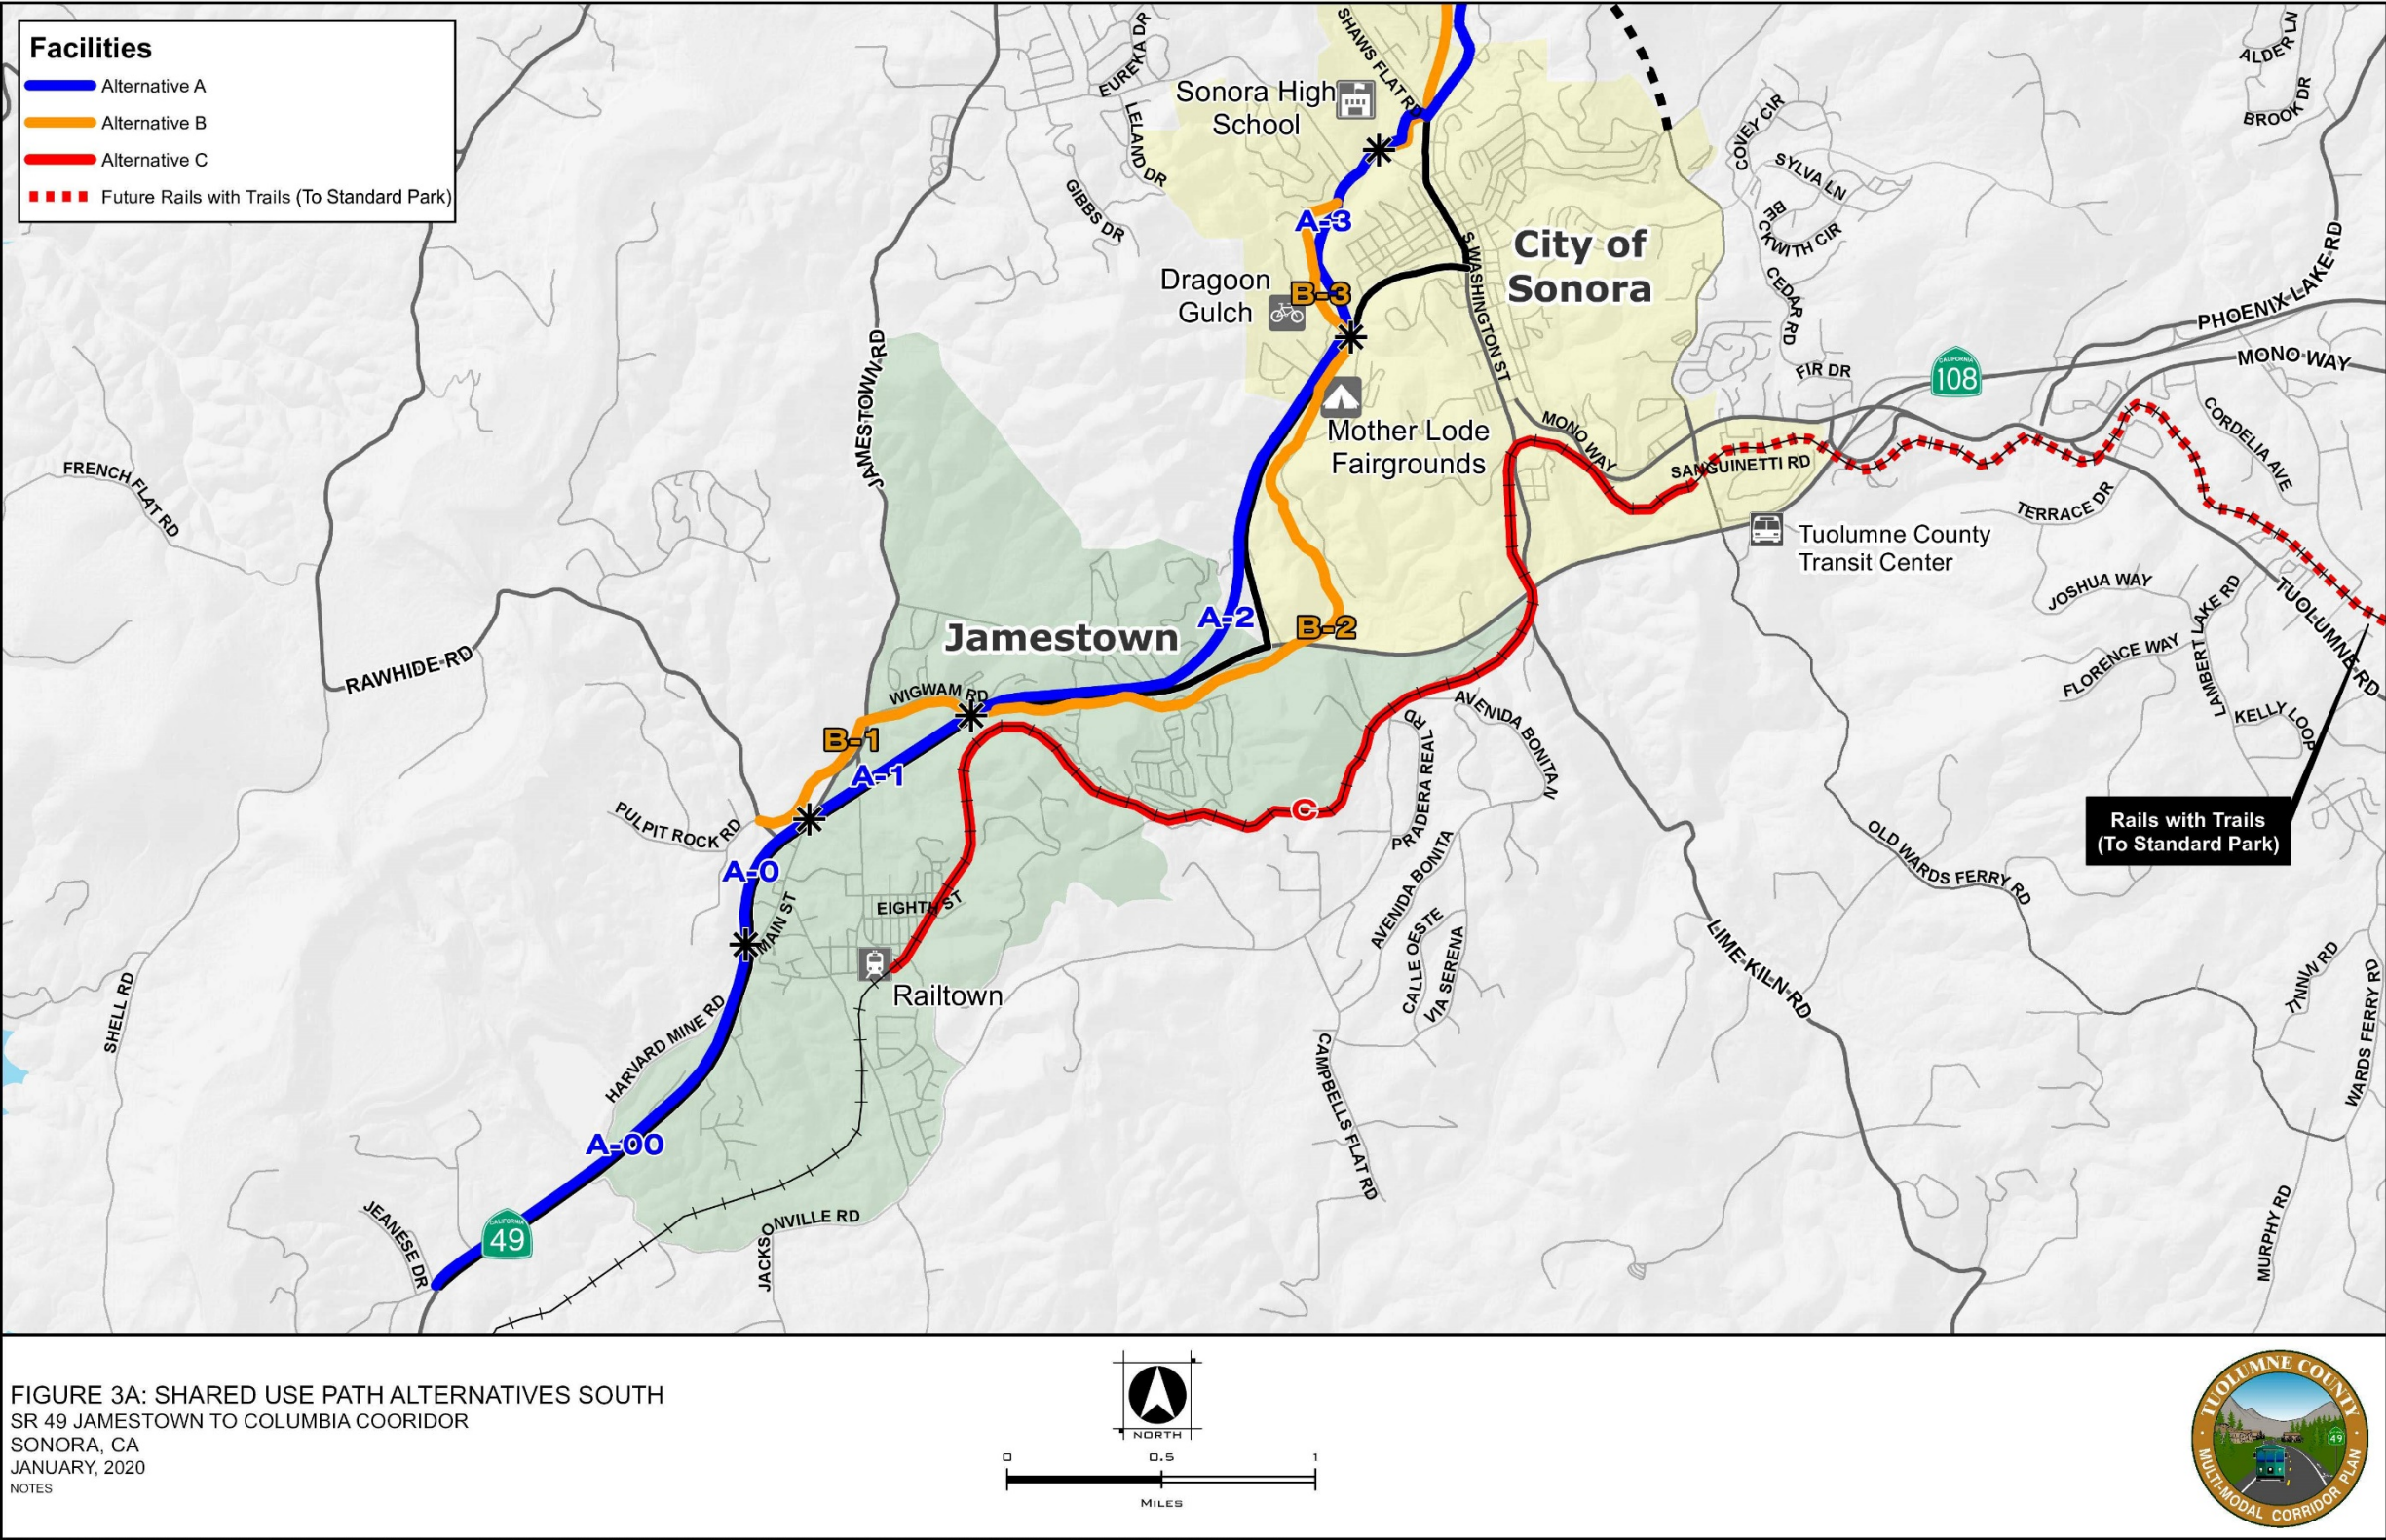 Facilities
Alternative A
Alternative B
Alternative C
Future Rails with Trails (To Standard Park)
EUREKA DR
SHAWS FLAT RD
ALDER LN
BROOK DR
Sonora High
School
LELAND DR
GIBBS DR
COVEY CIR
SYLVA LN
BECKWITH CIR
CEDAR RD
FIR DR
A-3
City of
Sonora
Dragoon
Gulch
B-3
S WASHINGTON ST
PHOENIX LAKE RD
MONO WAY
CALIFORNIA
108
JAMESTOWN RD
Mother Lode
Fairgrounds
MONO WAY
SANGUINETTI RD
CORDELIA AVE
FRENCH FLAT RD
TERRACE DR
Tuolumne County
Transit Center
JOSHUA WAY
LAMBERT LAKE RD
TUOLUMNE RD
A-2
B-2
Jamestown
RAWHIDE RD
WIGWAM RD
FLORENCE WAY
KELLY LOOP
AVENIDA BONITA N
PRADERA REAL RD
B-1
A-1
C
PULPIT ROCK RD
Rails with Trails
(To Standard Park)
A-0
AVENIDA BONITA
OLD WARDS FERRY RD
MAIN ST
EIGHTH ST
CALLE OESTE
VIA SERENA
LIME KILN RD
Railtown
SHELL RD
HARVARD MINE RD
WARDS FERRY RD
CAMPBELLS FLAT RD
A-00
JEANESE DR
CALIFORNIA
49
JACKSONVILLE RD
MURPHY RD
FIGURE 3A: SHARED USE PATH ALTERNATIVES SOUTH
SR 49 JAMESTOWN TO COLUMBIA COORIDOR
SONORA, CA
JANUARY, 2020
NOTES
NORTH
0 0.5 1
MILES
TUOLUMNE COUNTY
49
MULTI-MODAL CORRIDOR PLAN